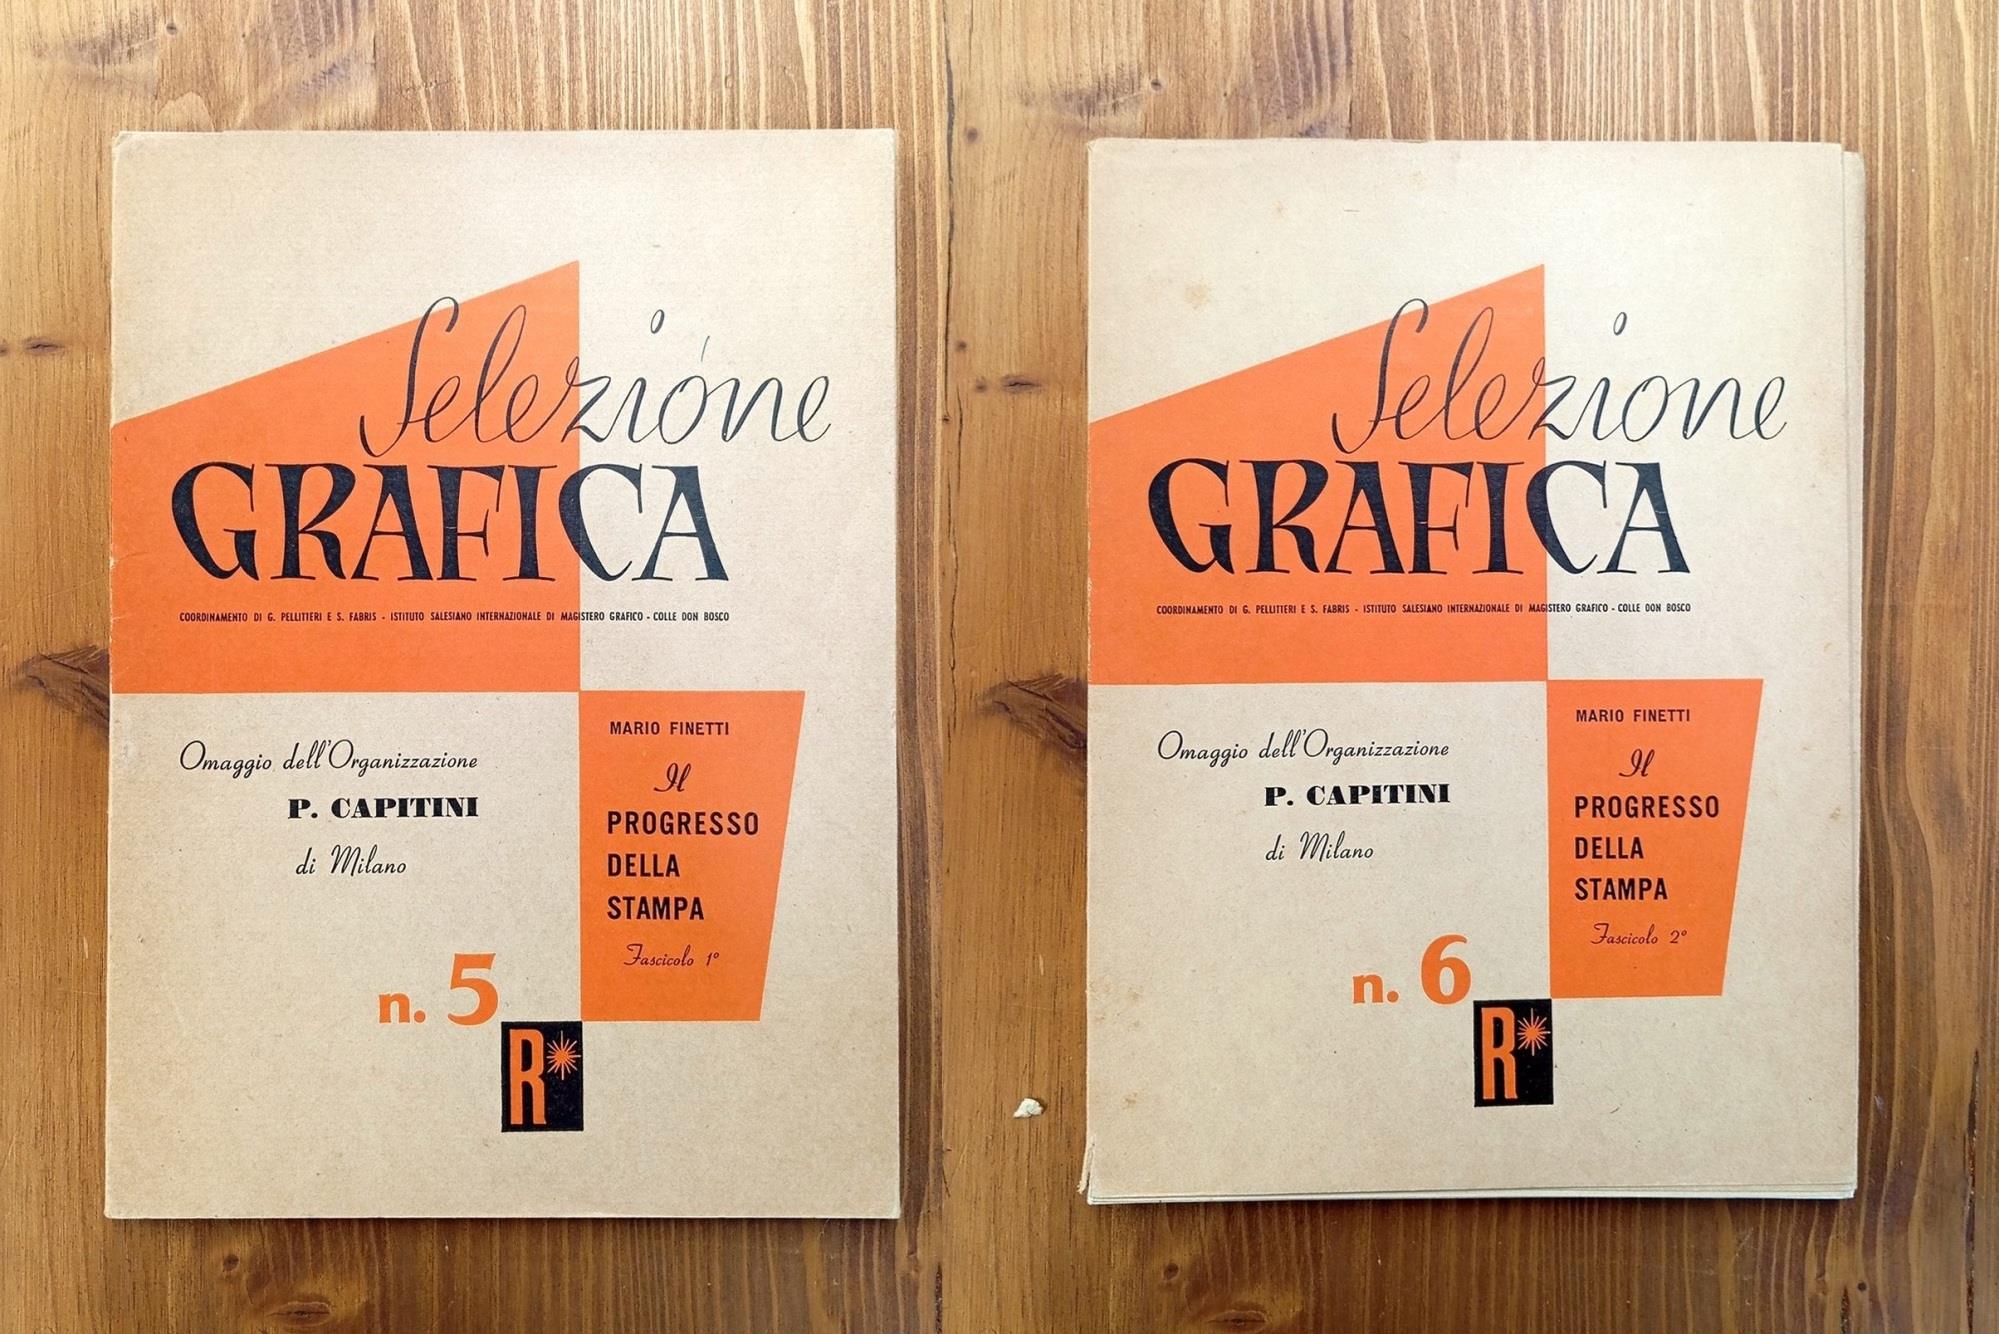 Selezione
GRAFICA
COORDINAMENTO DI G. PELLITTERI E S. FABRIS - ISTITUTO SALESIANO INTERNAZIONALE DI MAGISTERO GRAFICO - COLLE DON BOSCO
Omaggio dell'Organizzazione
P. CAPITINI
di Milano
MARIO FINETTI
Il
PROGRESSO
DELLA
STAMPA
Fascicolo 1°
n. 5
R*
Selezione
GRAFICA
COORDINAMENTO DI G. PELLITTERI E S. FABRIS - ISTITUTO SALESIANO INTERNAZIONALE DI MAGISTERO GRAFICO - COLLE DON BOSCO
Omaggio dell'Organizzazione
P. CAPITINI
di Milano
MARIO FINETTI
Il
PROGRESSO
DELLA
STAMPA
Fascicolo 2°
n. 6
R*